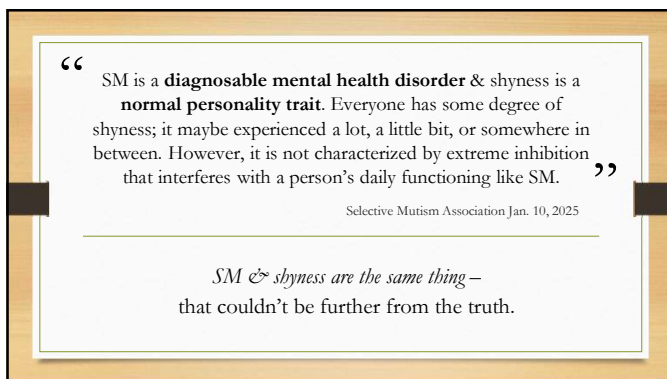 “
SM is a diagnosable mental health disorder & shyness is a
normal personality trait. Everyone has some degree of
shyness; it maybe experienced a lot, a little bit, or somewhere in
between. However, it is not characterized by extreme inhibition
that interferes with a person’s daily functioning like SM. ”
Selective Mutism Association Jan. 10, 2025
SM & shyness are the same thing –
that couldn’t be further from the truth.